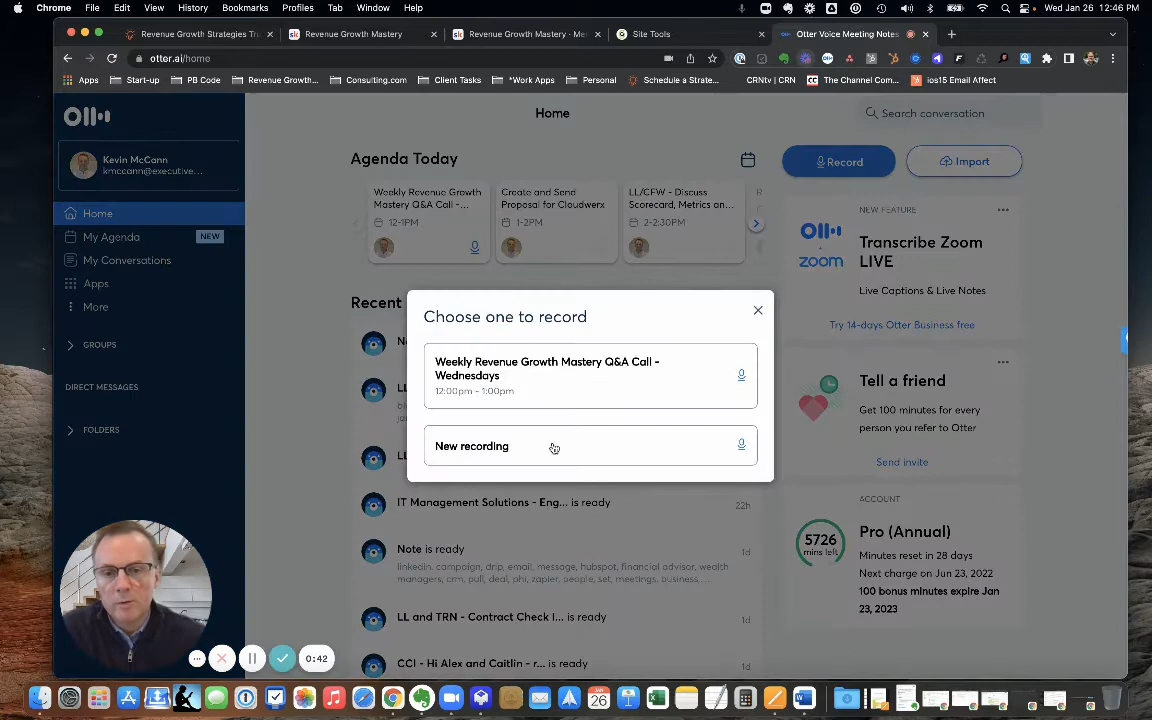 Chrome File Edit View History Bookmarks Profiles Tab Window Help Wed Jan 26 12:46 PM
Revenue Growth Strategies Tr Revenue Growth Mastery Revenue Growth Mastery - Me Site Tools Otter Voice Meeting Notes
otter.ai/home
Apps Start-up PB Code Revenue Growth... Consulting.com Client Tasks *Work Apps Personal Schedule a Strate... CRNtv | CRN The Channel Com... ios15 Email Affect
Home
Search conversation
Kevin McCann
kmccann@executive...
Home
My Agenda NEW
My Conversations
Apps
More
GROUPS
DIRECT MESSAGES
FOLDERS
Agenda Today
Weekly Revenue Growth
Mastery Q&A Call -...
12-1PM
Create and Send
Proposal for Cloudwerx
1-2PM
LL/CFW - Discuss
Scorecard, Metrics an...
2-2:30PM
Recent
Choose one to record
Weekly Revenue Growth Mastery Q&A Call -
Wednesdays
12:00pm - 1:00pm
New recording
IT Management Solutions - Eng... is ready 22h
Note is ready 1d
linkedin, campaign, drip, email, message, hubspot, financial advisor, wealth
managers, crm, pull, deal, phi, zapier, people, set, meetings, business,...
LL and TRN - Contract Check I... is ready 1d
CCI - Hi Alex and Caitlin - r... is ready 1d
Record
Import
NEW FEATURE
zoom
Transcribe Zoom
LIVE
Live Captions & Live Notes
Try 14-days Otter Business free
Tell a friend
Get 100 minutes for every
person you refer to Otter
Send invite
ACCOUNT
5726
mins left
Pro (Annual)
Minutes reset in 28 days
Next charge on Jun 23, 2022
100 bonus minutes expire Jan
23, 2023
0:42